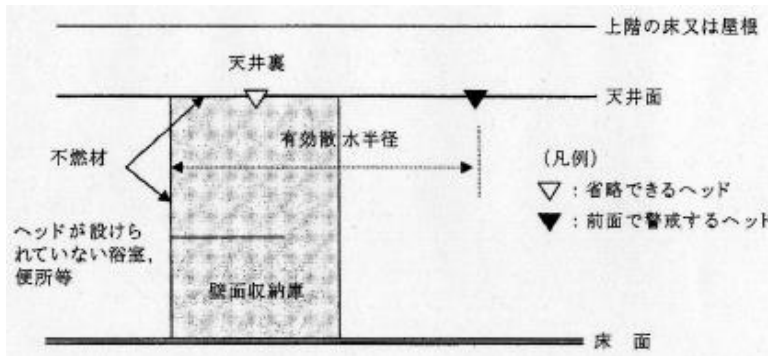 上階の床又は屋根
天井裏
天井面
不燃材
有効散水半径
(凡例)
▽：省略できるヘッド
▼：前面で警戒するヘッド
ヘッドが設けら
れていない浴室,
便所等
壁面収納庫
床 面